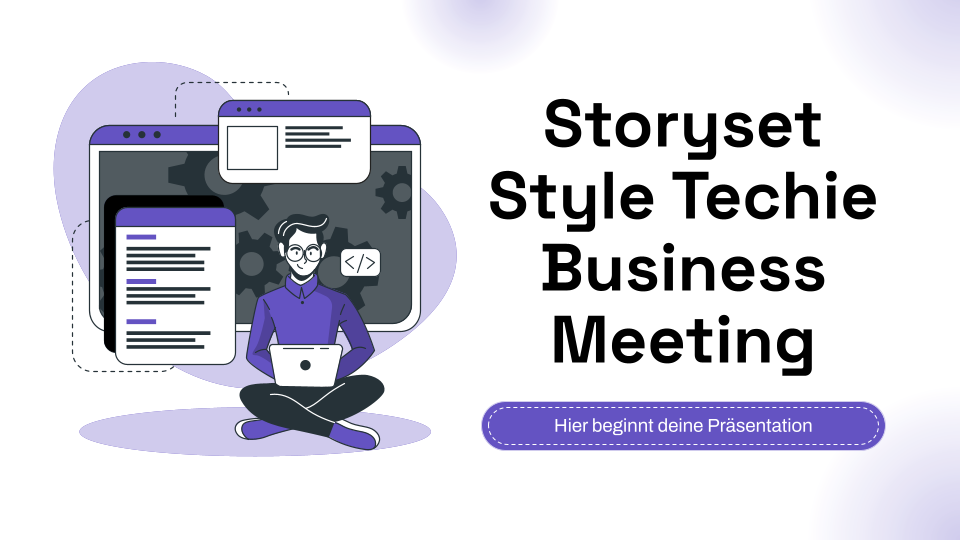 Storyset
Style Techie
Business
Meeting
</>
Hier beginnt deine Präsentation